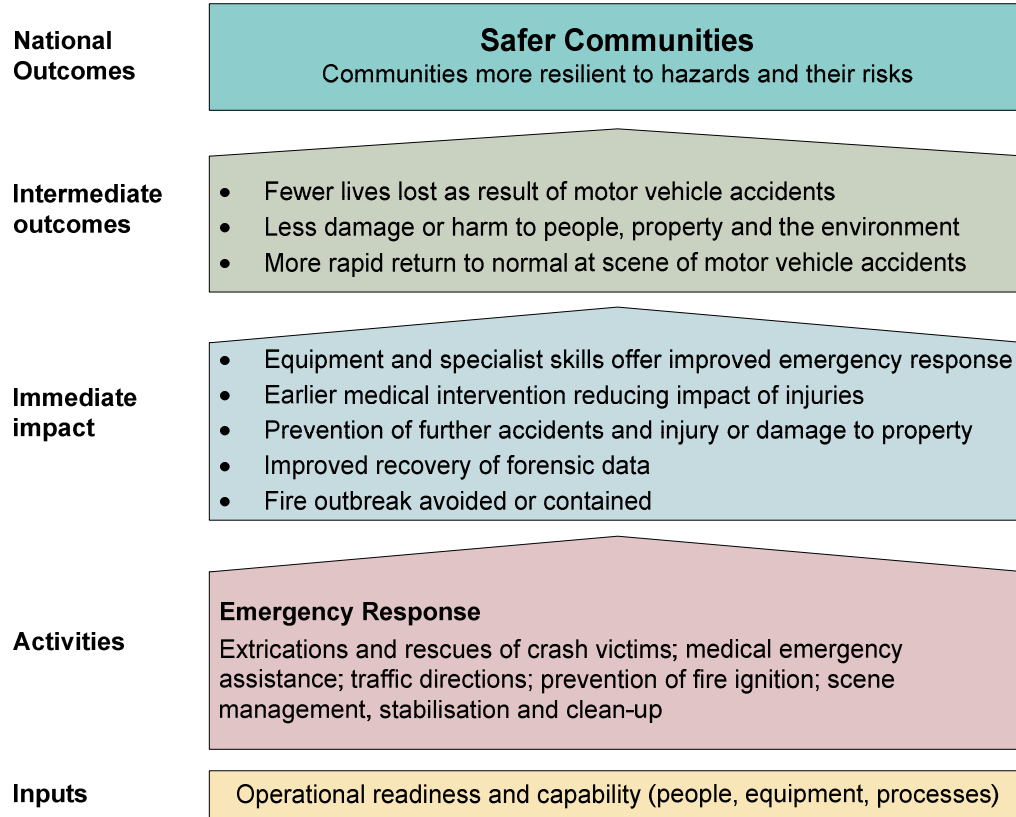 National
Outcomes
Safer Communities
Communities more resilient to hazards and their risks
Intermediate
outcomes
• Fewer lives lost as result of motor vehicle accidents
• Less damage or harm to people, property and the environment
• More rapid return to normal at scene of motor vehicle accidents
Immediate
impact
• Equipment and specialist skills offer improved emergency response
• Earlier medical intervention reducing impact of injuries
• Prevention of further accidents and injury or damage to property
• Improved recovery of forensic data
• Fire outbreak avoided or contained
Activities
Emergency Response
Extrications and rescues of crash victims; medical emergency
assistance; traffic directions; prevention of fire ignition; scene
management, stabilisation and clean-up
Inputs
Operational readiness and capability (people, equipment, processes)